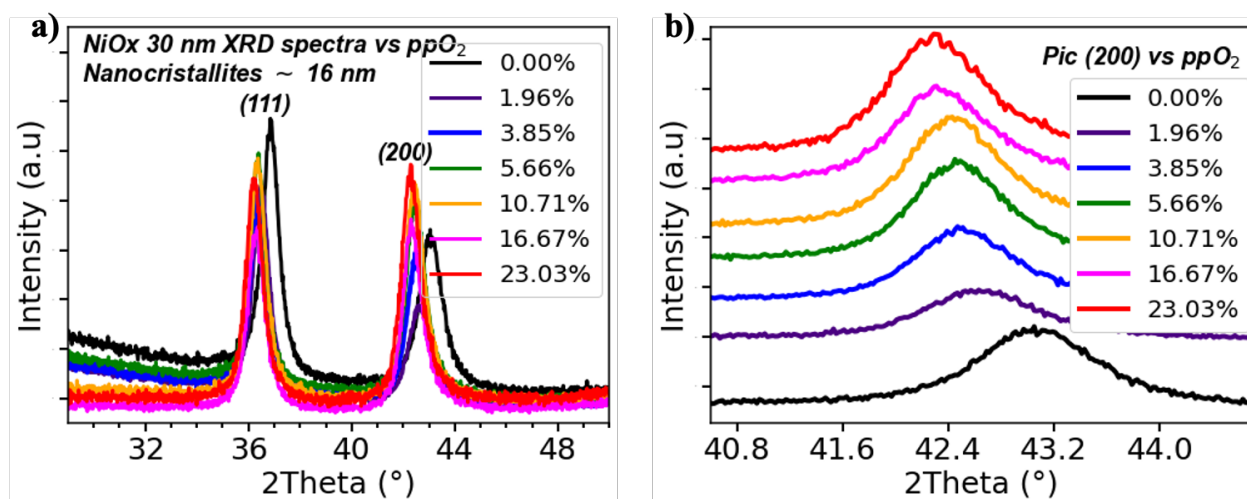 a)
NiOx 30 nm XRD spectra vs ppO₂
Nanocristallites ~ 16 nm
(111)
(200)
0.00%
1.96%
3.85%
5.66%
10.71%
16.67%
23.03%
Intensity (a.u)
32 36 40 44 48
2Theta (°)
b)
Pic (200) vs ppO₂
0.00%
1.96%
3.85%
5.66%
10.71%
16.67%
23.03%
Intensity (a.u)
40.8 41.6 42.4 43.2 44.0
2Theta (°)